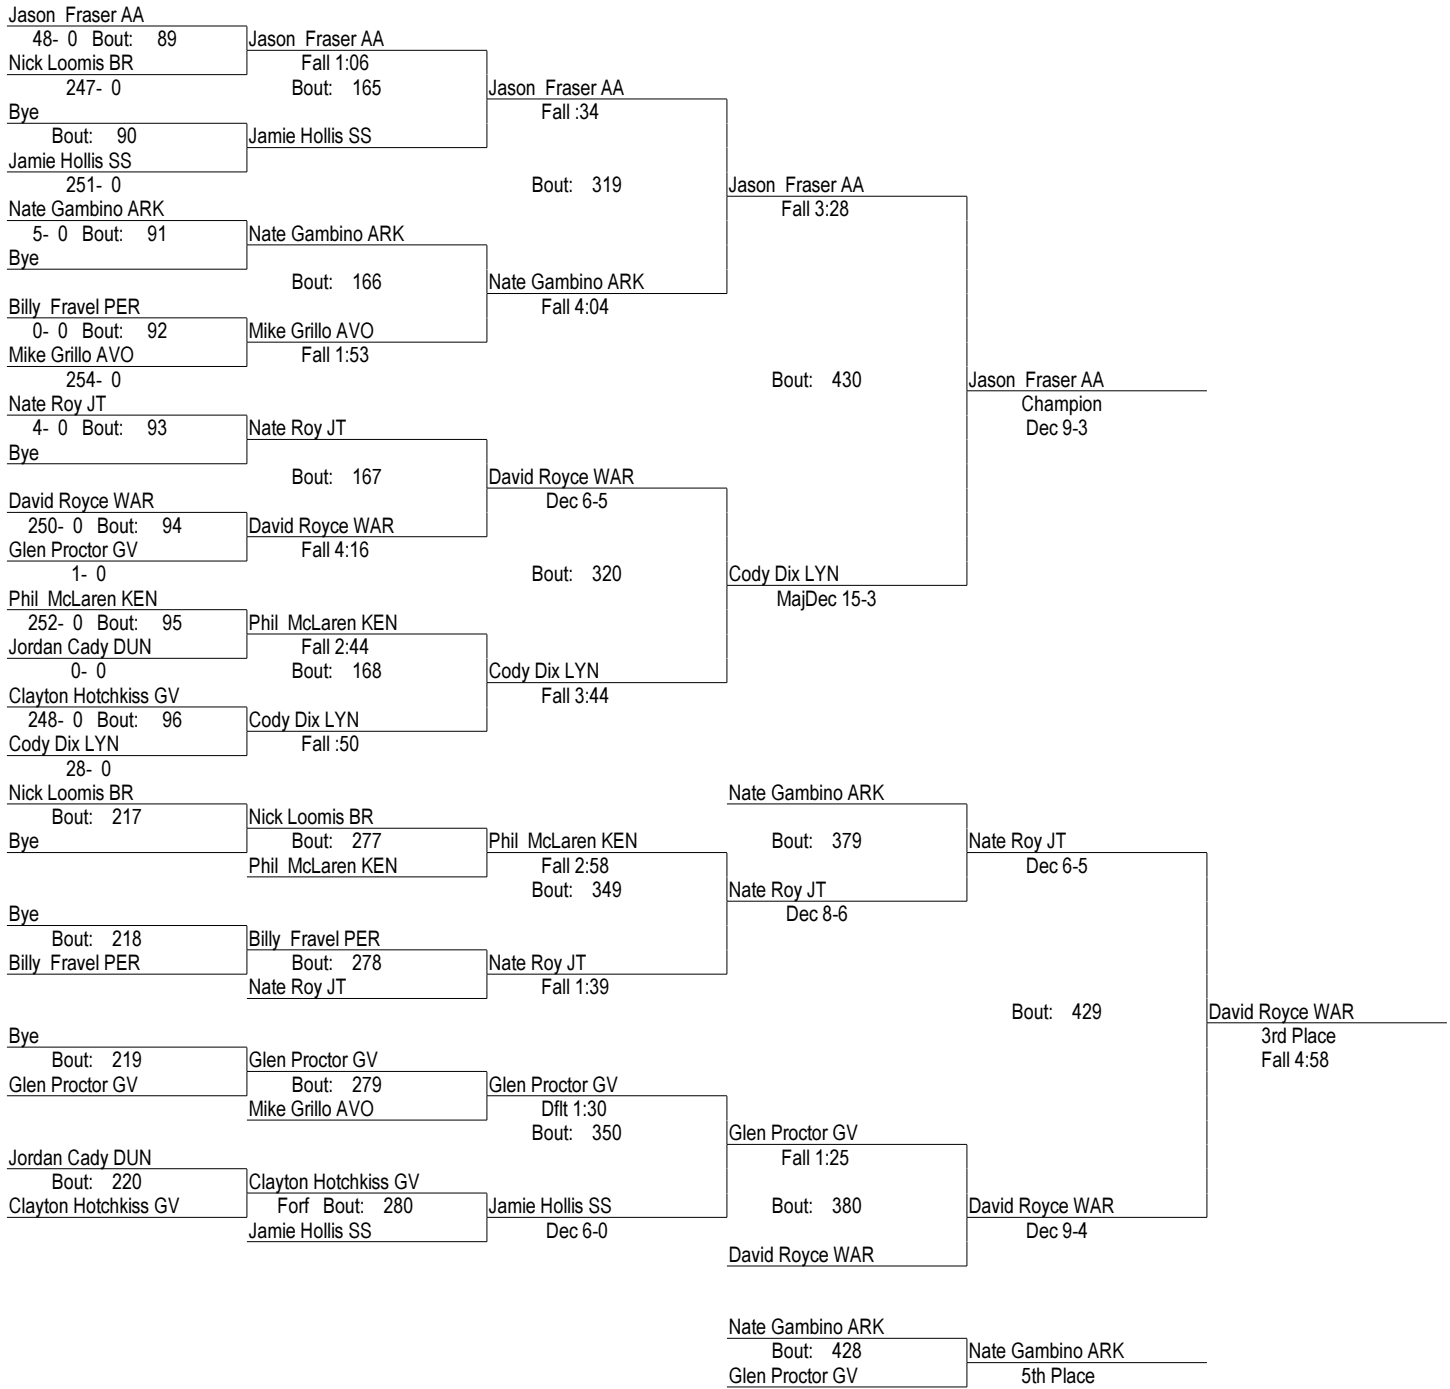 Jason  Fraser AA
48-  0   Bout:     89
Jason  Fraser AA
Nick Loomis BR
Fall 1:06
247-  0
Bout:    165
Jason  Fraser AA
Bye
Fall :34
Bout:     90
Jamie Hollis SS
Jamie Hollis SS
251-  0
Bout:    319
Jason  Fraser AA
Nate Gambino ARK
Fall 3:28
5-  0   Bout:     91
Nate Gambino ARK
Bye
Bout:    166
Nate Gambino ARK
Billy  Fravel PER
Fall 4:04
0-  0   Bout:     92
Mike Grillo AVO
Mike Grillo AVO
Fall 1:53
254-  0
Bout:    430
Jason  Fraser AA
Nate Roy JT
Champion
4-  0   Bout:     93
Nate Roy JT
Dec 9-3
Bye
Bout:    167
David Royce WAR
David Royce WAR
Dec 6-5
250-  0   Bout:     94
David Royce WAR
Glen Proctor GV
Fall 4:16
1-  0
Bout:    320
Cody Dix LYN
Phil  McLaren KEN
MajDec 15-3
252-  0   Bout:     95
Phil  McLaren KEN
Jordan Cady DUN
Fall 2:44
0-  0
Bout:    168
Cody Dix LYN
Clayton Hotchkiss GV
Fall 3:44
248-  0   Bout:     96
Cody Dix LYN
Cody Dix LYN
Fall :50
28-  0
Nick Loomis BR
Nate Gambino ARK
Bout:    217
Nick Loomis BR
Bye
Bout:    277
Phil  McLaren KEN
Bout:    379
Nate Roy JT
Phil  McLaren KEN
Fall 2:58
Dec 6-5
Bout:    349
Nate Roy JT
Bye
Dec 8-6
Bout:    218
Billy  Fravel PER
Billy  Fravel PER
Bout:    278
Nate Roy JT
Nate Roy JT
Fall 1:39
Bout:    429
David Royce WAR
Bye
3rd Place
Bout:    219
Glen Proctor GV
Fall 4:58
Glen Proctor GV
Bout:    279
Glen Proctor GV
Mike Grillo AVO
Dflt 1:30
Bout:    350
Glen Proctor GV
Jordan Cady DUN
Fall 1:25
Bout:    220
Clayton Hotchkiss GV
Clayton Hotchkiss GV
Forf   Bout:    280
Jamie Hollis SS
Bout:    380
David Royce WAR
Jamie Hollis SS
Dec 6-0
Dec 9-4
David Royce WAR
Nate Gambino ARK
Bout:    428
Nate Gambino ARK
Glen Proctor GV
5th Place